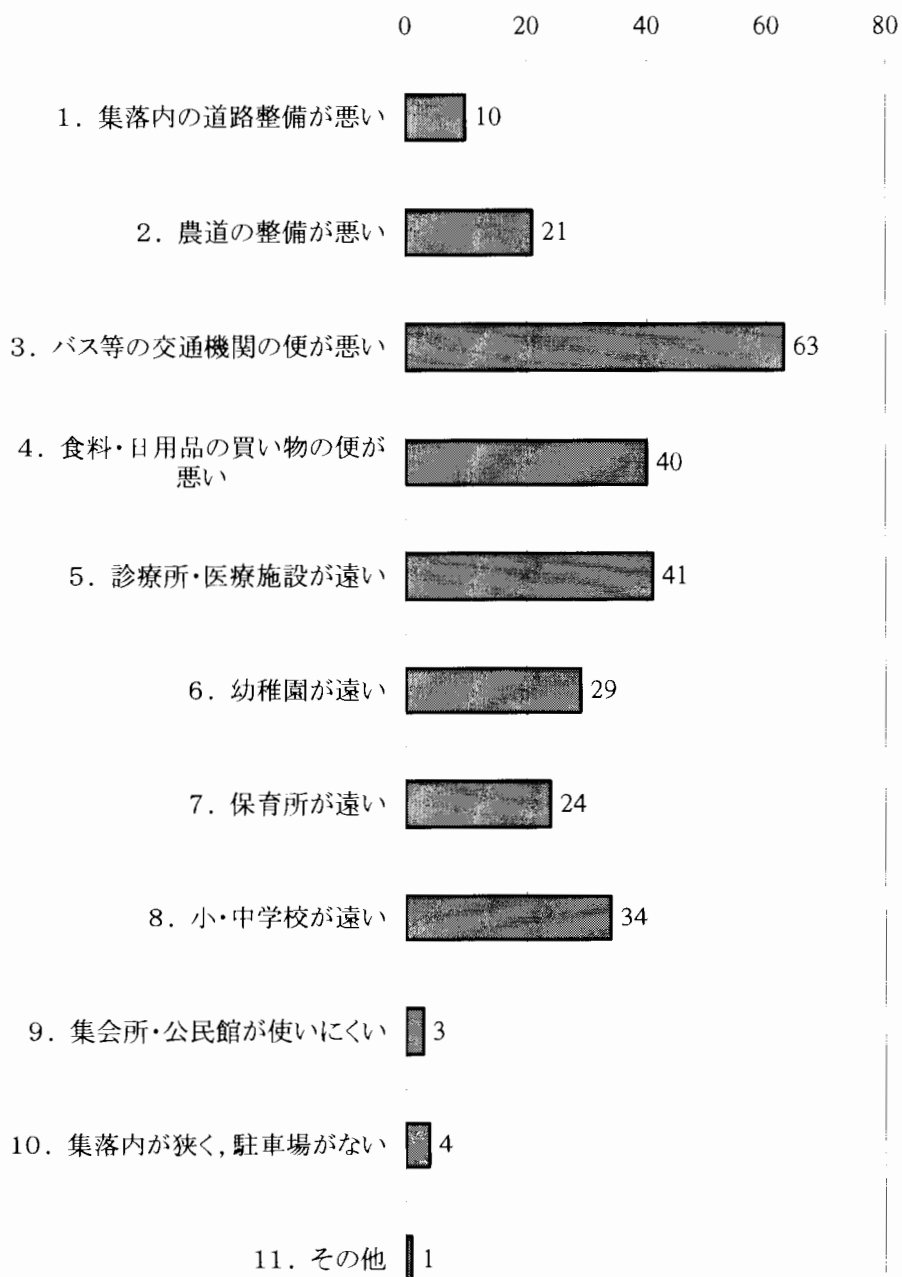 0 20 40 60 80
1. 集落内の道路整備が悪い 10
2. 農道の整備が悪い 21
3. バス等の交通機関の便が悪い 63
4. 食料・日用品の買い物の便が
悪い 40
5. 診療所・医療施設が遠い 41
6. 幼稚園が遠い 29
7. 保育所が遠い 24
8. 小・中学校が遠い 34
9. 集会所・公民館が使いにくい 3
10. 集落内が狭く,駐車場がない 4
11. その他 1